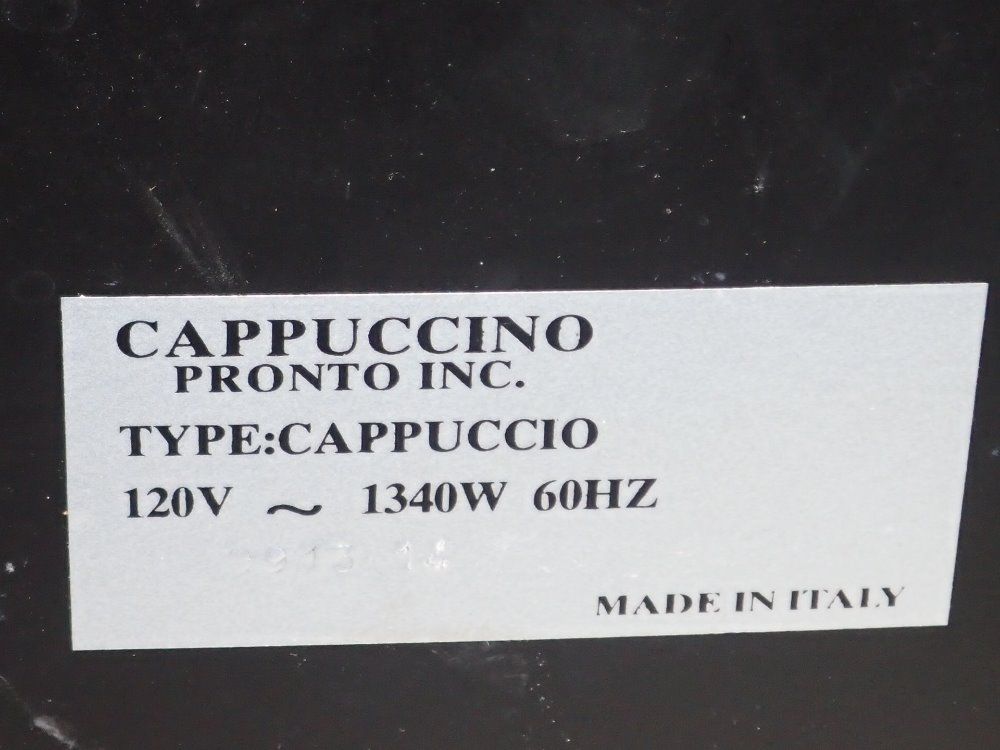 CAPPUCCINO
PRONTO INC.
TYPE:CAPPUCCIO
120V ~ 1340W 60HZ
MADE IN ITALY